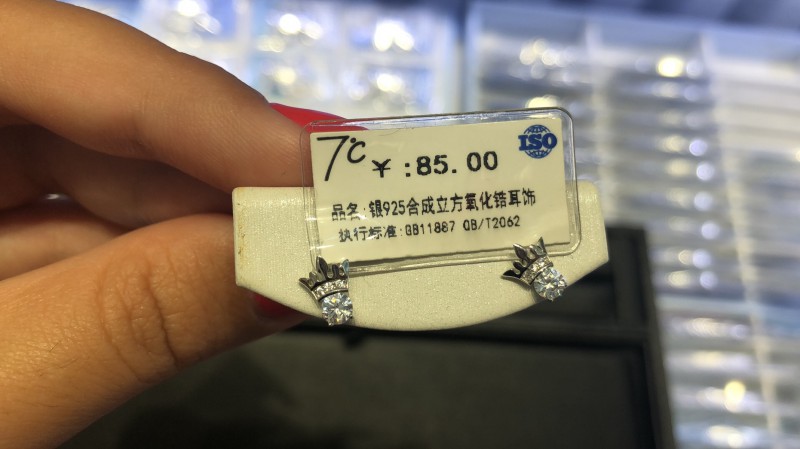 7℃ ￥:85.00
ISO
品名:银925合成立方氧化锆耳饰
执行标准:GB11887 QB/T2062